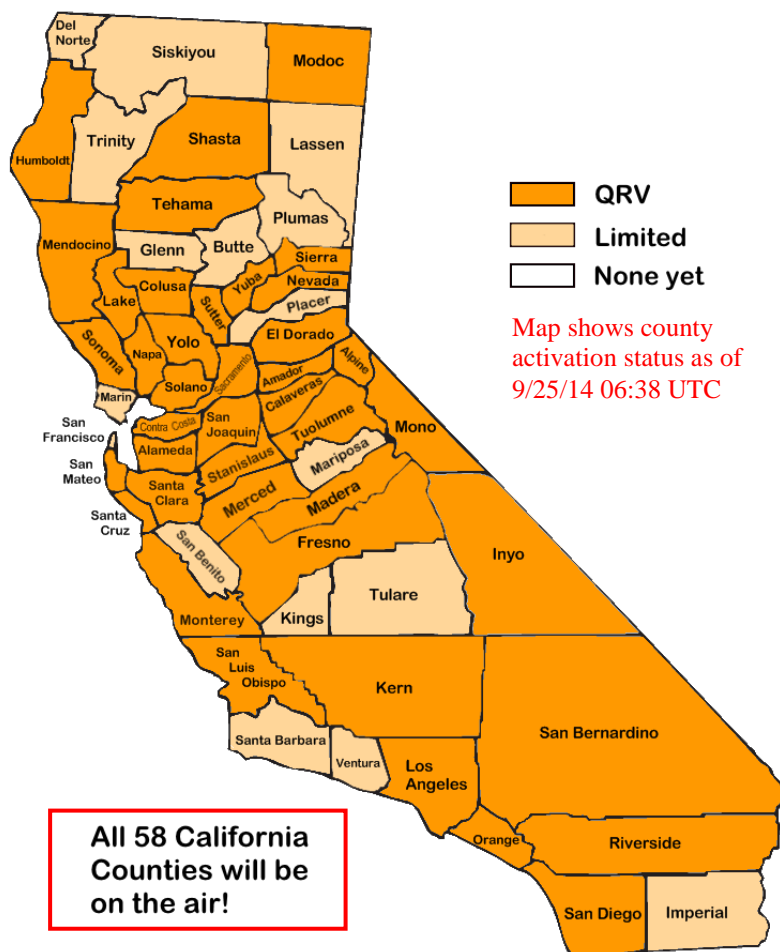 Del
Norte
Siskiyou
Modoc
Humboldt
Trinity
Shasta
Lassen
Tehama
Plumas
Mendocino
Glenn
Butte
Sierra
Colusa
Yuba
Nevada
Lake
Sutter
Placer
Sonoma
Napa
Yolo
El Dorado
Sacramento
Alpine
Solano
Amador
Marin
Calaveras
Contra Costa
San
Joaquin
Tuolumne
Mono
San
Francisco
Alameda
Stanislaus
Mariposa
San
Mateo
Santa
Clara
Merced
Madera
Santa
Cruz
San Benito
Fresno
Inyo
Monterey
Kings
Tulare
San
Luis
Obispo
Kern
Santa Barbara
Ventura
Los
Angeles
San Bernardino
Orange
Riverside
San Diego
Imperial
QRV
Limited
None yet
Map shows county
activation status as of
9/25/14 06:38 UTC
All 58 California
Counties will be
on the air!